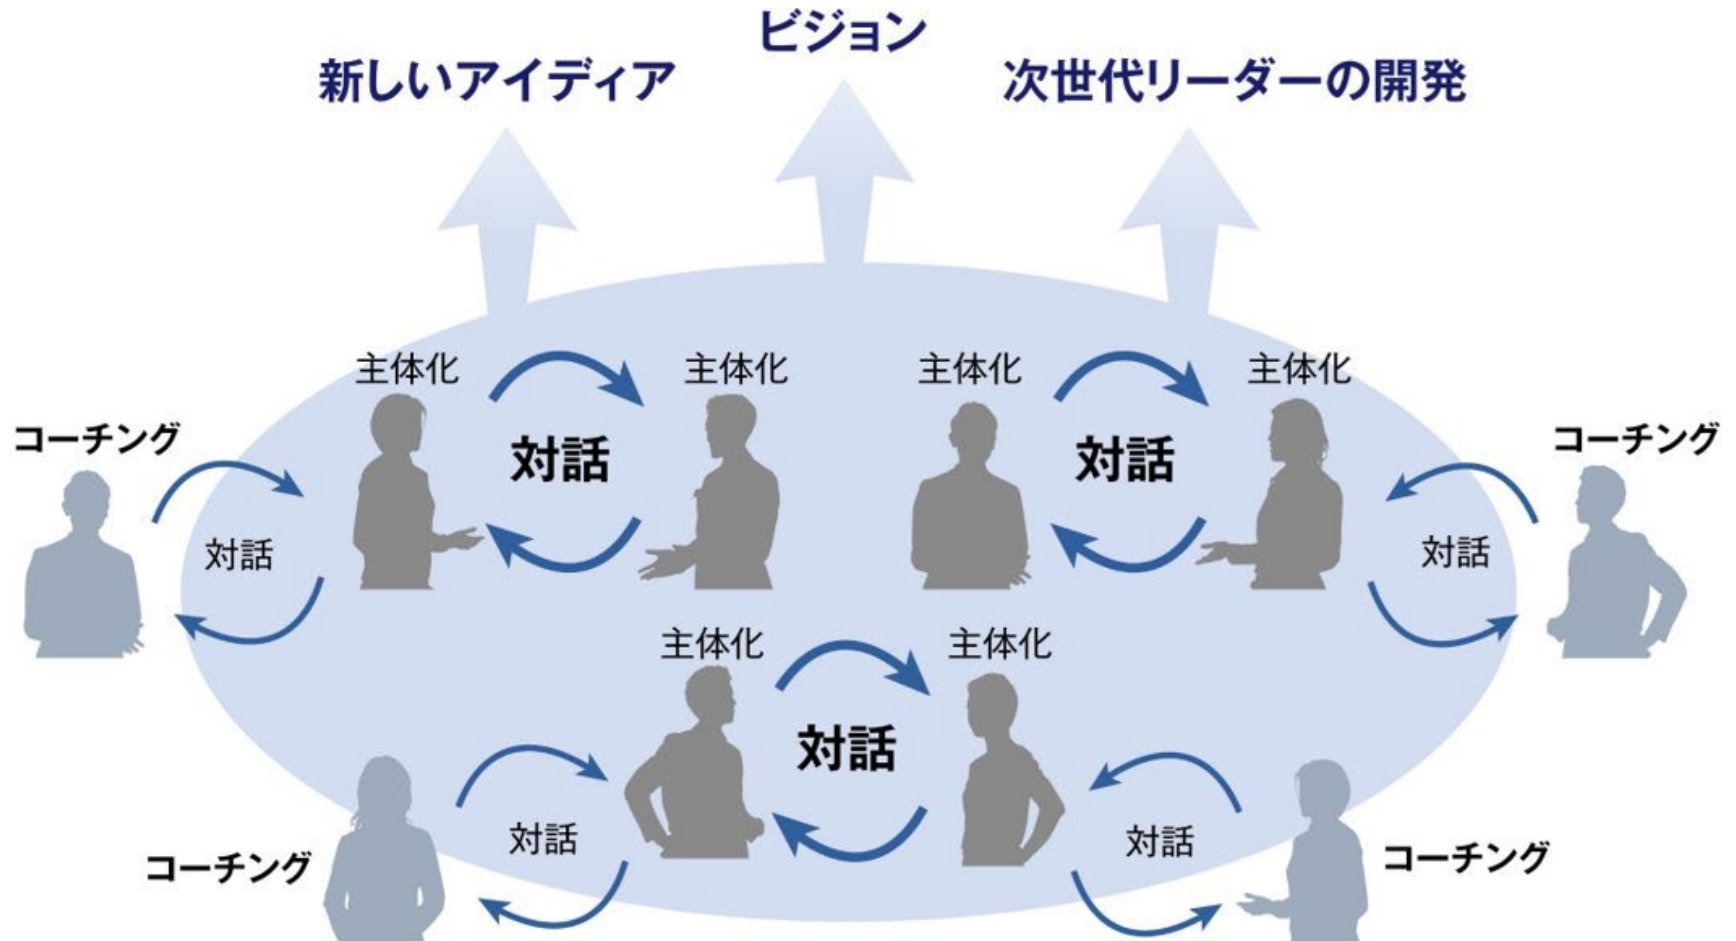 ビジョン
新しいアイディア
次世代リーダーの開発
主体化
主体化
主体化
主体化
コーチング
対話
対話
コーチング
対話
対話
主体化
主体化
対話
対話
対話
コーチング
コーチング